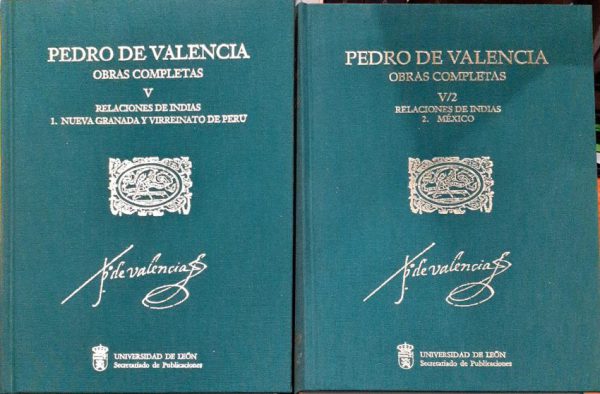 PEDRO DE VALENCIA
OBRAS COMPLETAS
V
RELACIONES DE INDIAS
1. NUEVA GRANADA Y VIRREINATO DE PERÚ
P.º de valençia
UNIVERSIDAD DE LEÓN
Secretariado de Publicaciones
PEDRO DE VALENCIA
OBRAS COMPLETAS
V/2
RELACIONES DE INDIAS
2. MÉXICO
P.º de valençia
UNIVERSIDAD DE LEÓN
Secretariado de Publicaciones